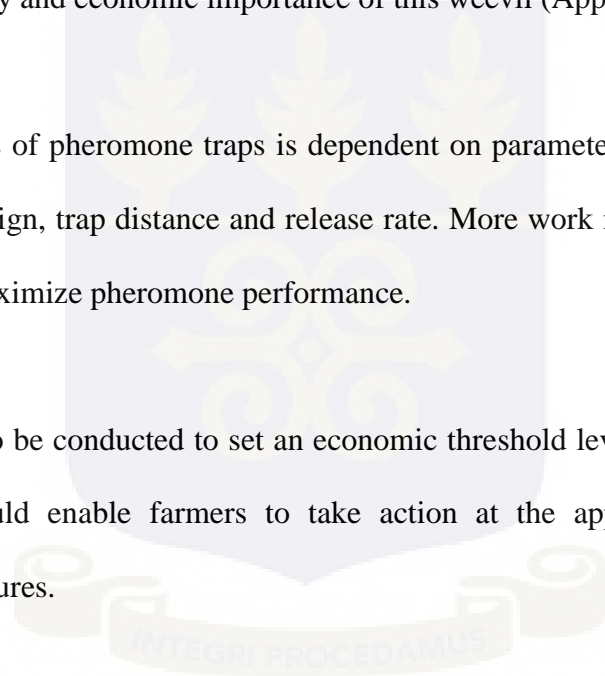 y and economic importance of this weevil (App
s of pheromone traps is dependent on paramete
ign, trap distance and release rate. More work
ximize pheromone performance.
o be conducted to set an economic threshold lev
uld enable farmers to take action at the app
ures.
INTEGRI PROCEDAMUS